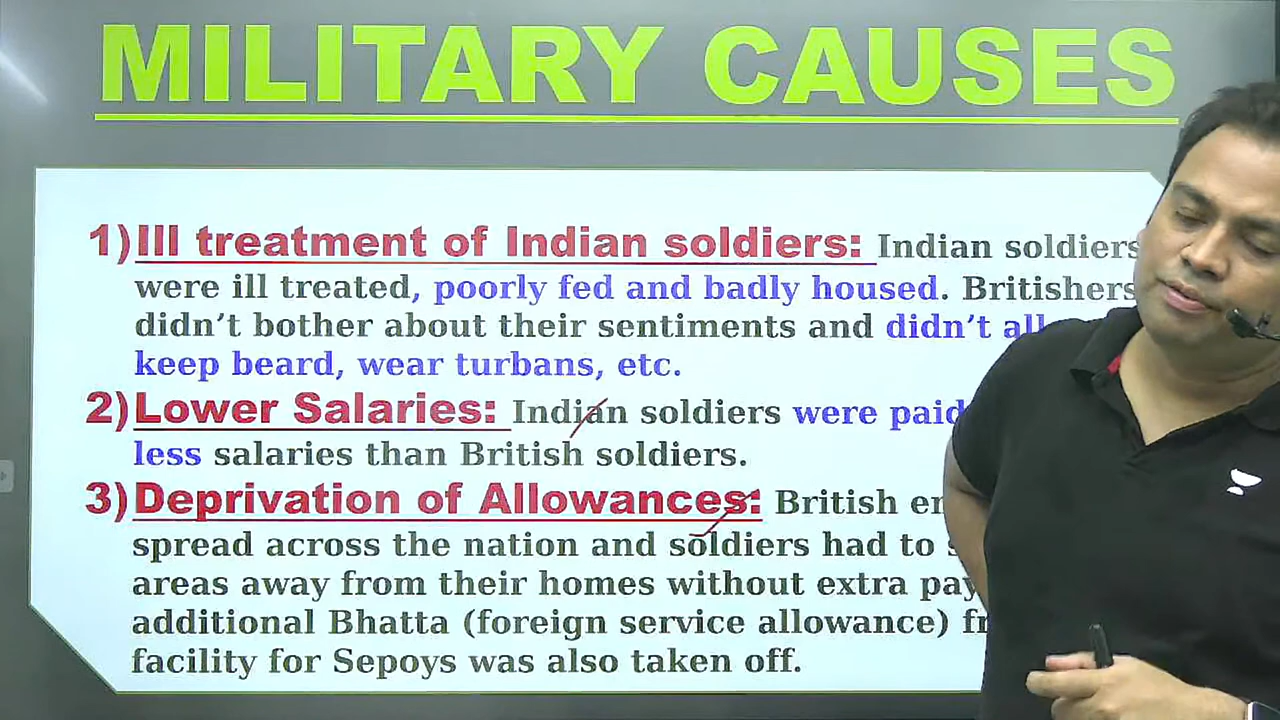 MILITARY CAUSES
1) Ill treatment of Indian soldiers: Indian soldiers
were ill treated, poorly fed and badly housed. Britishers
didn’t bother about their sentiments and didn’t
keep beard, wear turbans, etc.
2) Lower Salaries: Indian soldiers were paid
less salaries than British soldiers.
3) Deprivation of Allowances: British
spread across the nation and soldiers had to
areas away from their homes without extra pay
additional Bhatta (foreign service allowance)
facility for Sepoys was also taken off.